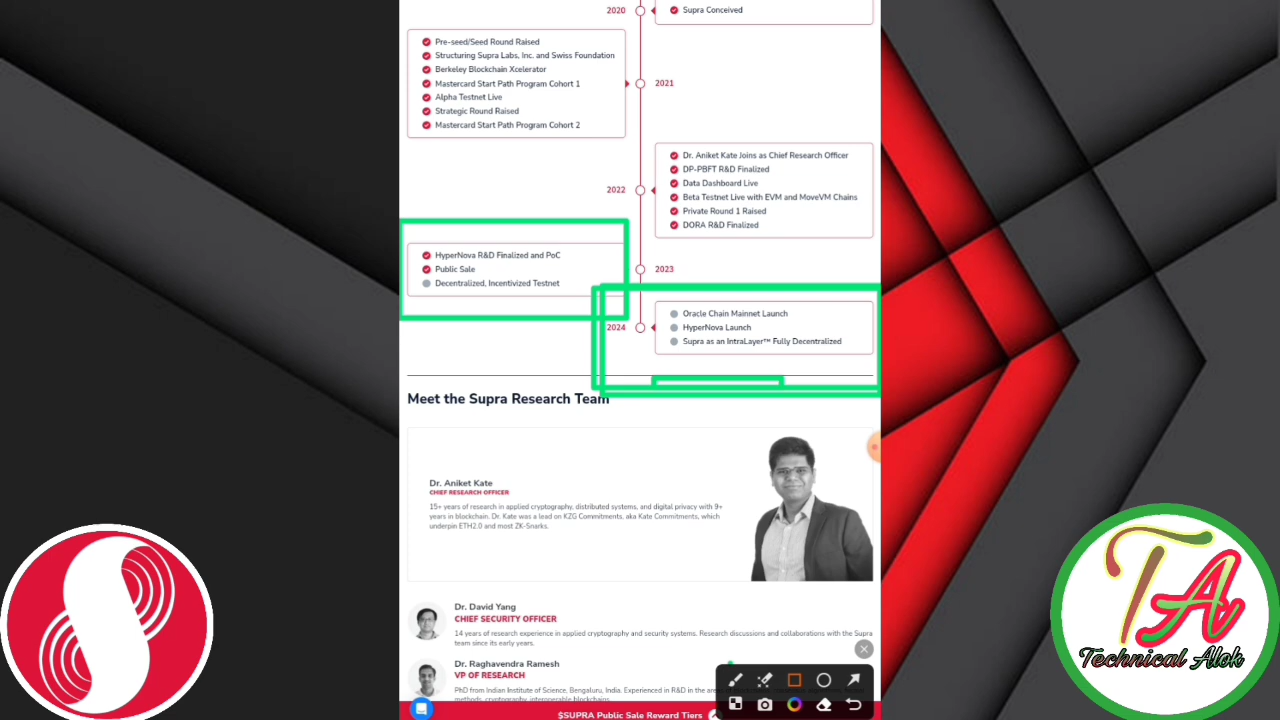 2020
Supra Conceived
Pre-seed/Seed Round Raised
Structuring Supra Labs, Inc. and Swiss Foundation
Berkeley Blockchain Xcelerator
Mastercard Start Path Program Cohort 1
Alpha Testnet Live
Strategic Round Raised
Mastercard Start Path Program Cohort 2
2021
2022
Dr. Aniket Kate Joins as Chief Research Officer
DP-PBFT R&D Finalized
Data Dashboard Live
Beta Testnet Live with EVM and MoveVM Chains
Private Round 1 Raised
DORA R&D Finalized
HyperNova R&D Finalized and PoC
Public Sale
Decentralized, Incentivized Testnet
2023
2024
Oracle Chain Mainnet Launch
HyperNova Launch
Supra as an IntraLayer™ Fully Decentralized
Meet the Supra Research Team
Dr. Aniket Kate
CHIEF RESEARCH OFFICER
15+ years of research in applied cryptography, distributed systems, and digital privacy with 9+
years in blockchain. Dr. Kate was a lead on KZG Commitments, aka Kate Commitments, which
underpin ETH2.0 and most ZK-Snarks.
Dr. David Yang
CHIEF SECURITY OFFICER
14 years of research experience in applied cryptography and security systems. Research discussions and collaborations with the Supra
team since its early years.
Dr. Raghavendra Ramesh
VP OF RESEARCH
PhD from Indian Institute of Science, Bengaluru, India. Experienced in R&D in the
methods, cryptography, interoperable blockchains.
$SUPRA Public Sale Reward Tiers
TA
Technical Alok